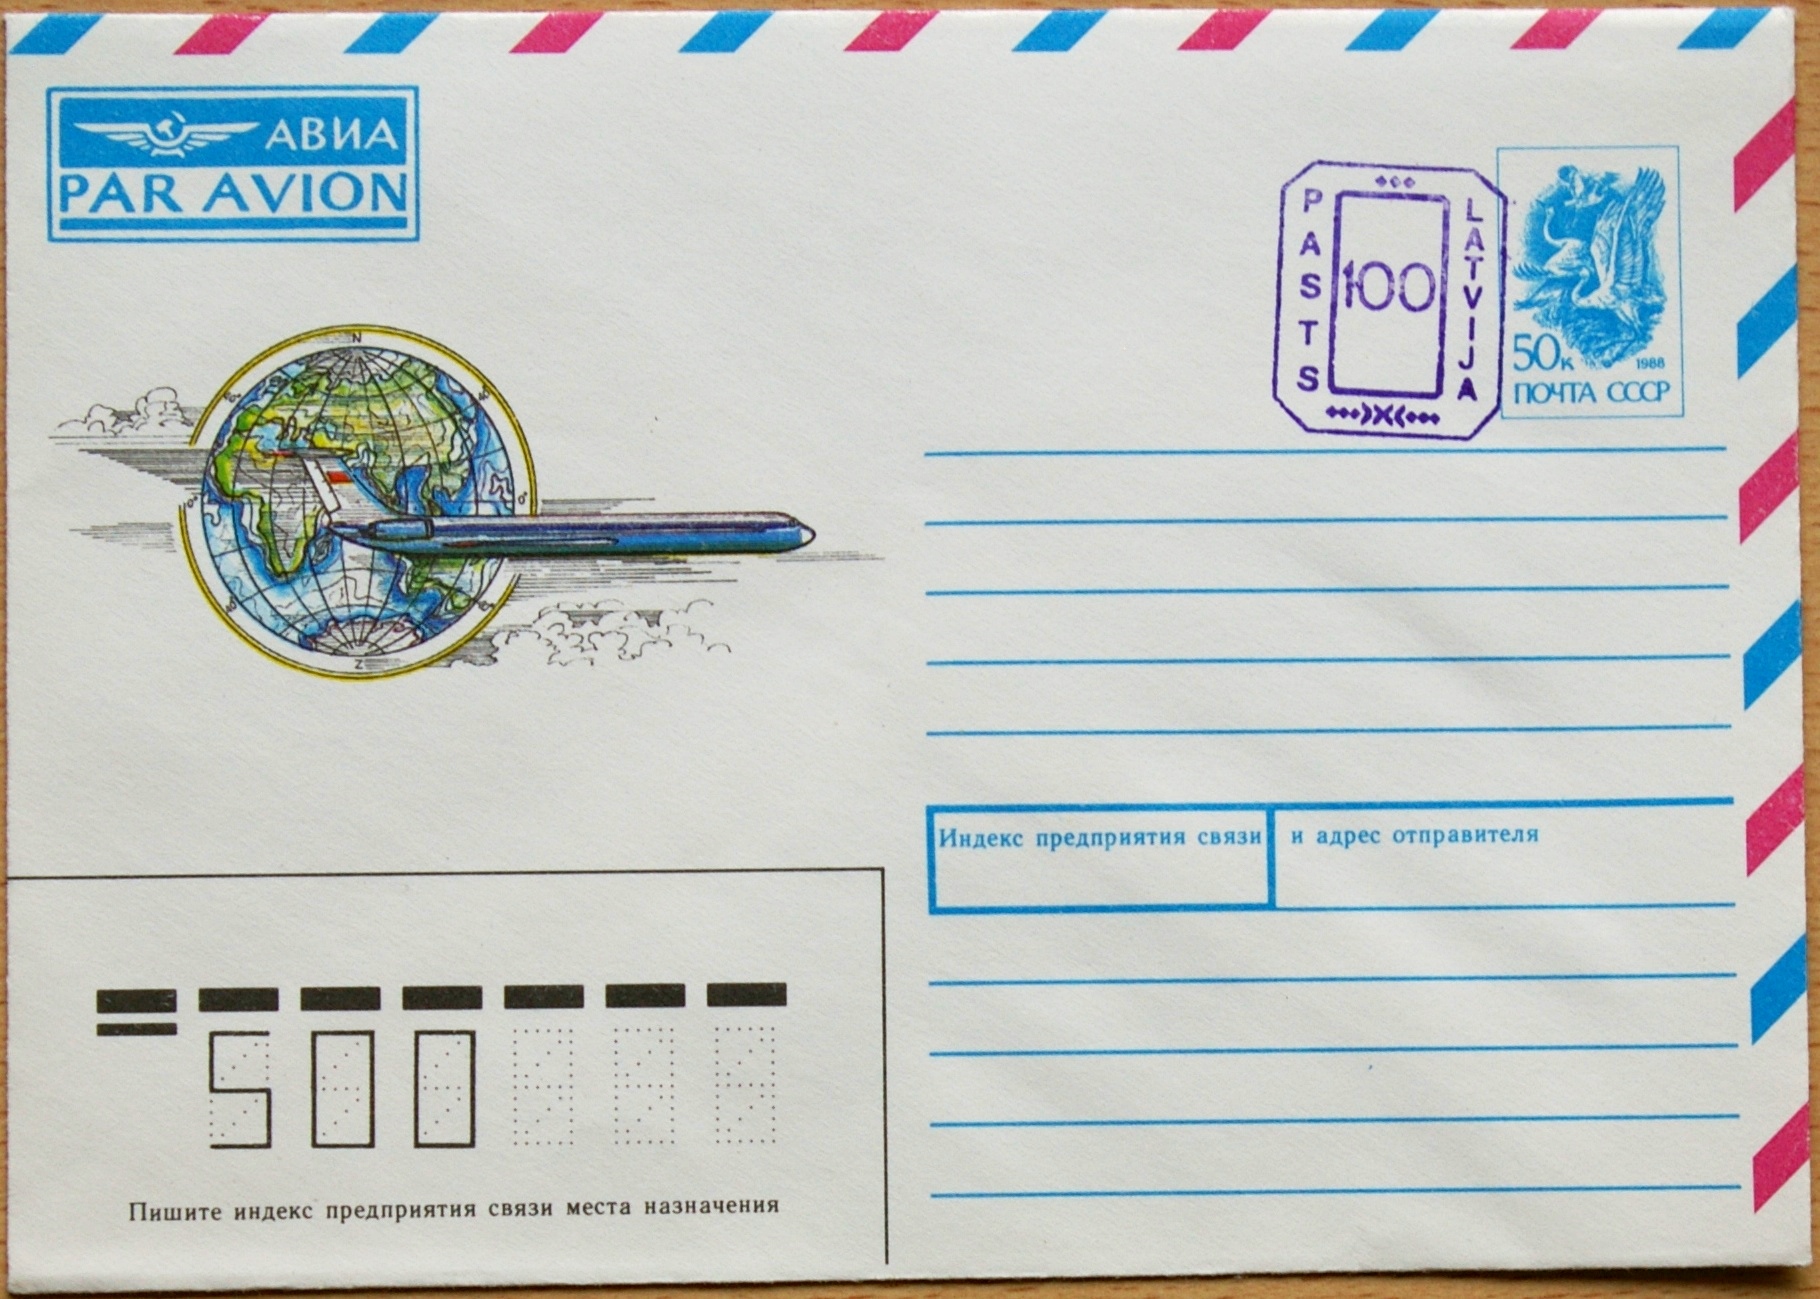 АВИА
PAR AVION
PASTS
100
LATVIJA
50к
1988
ПОЧТА СССР
N
Z
Индекс предприятия связи и адрес отправителя
500
Пишите индекс предприятия связи места назначения